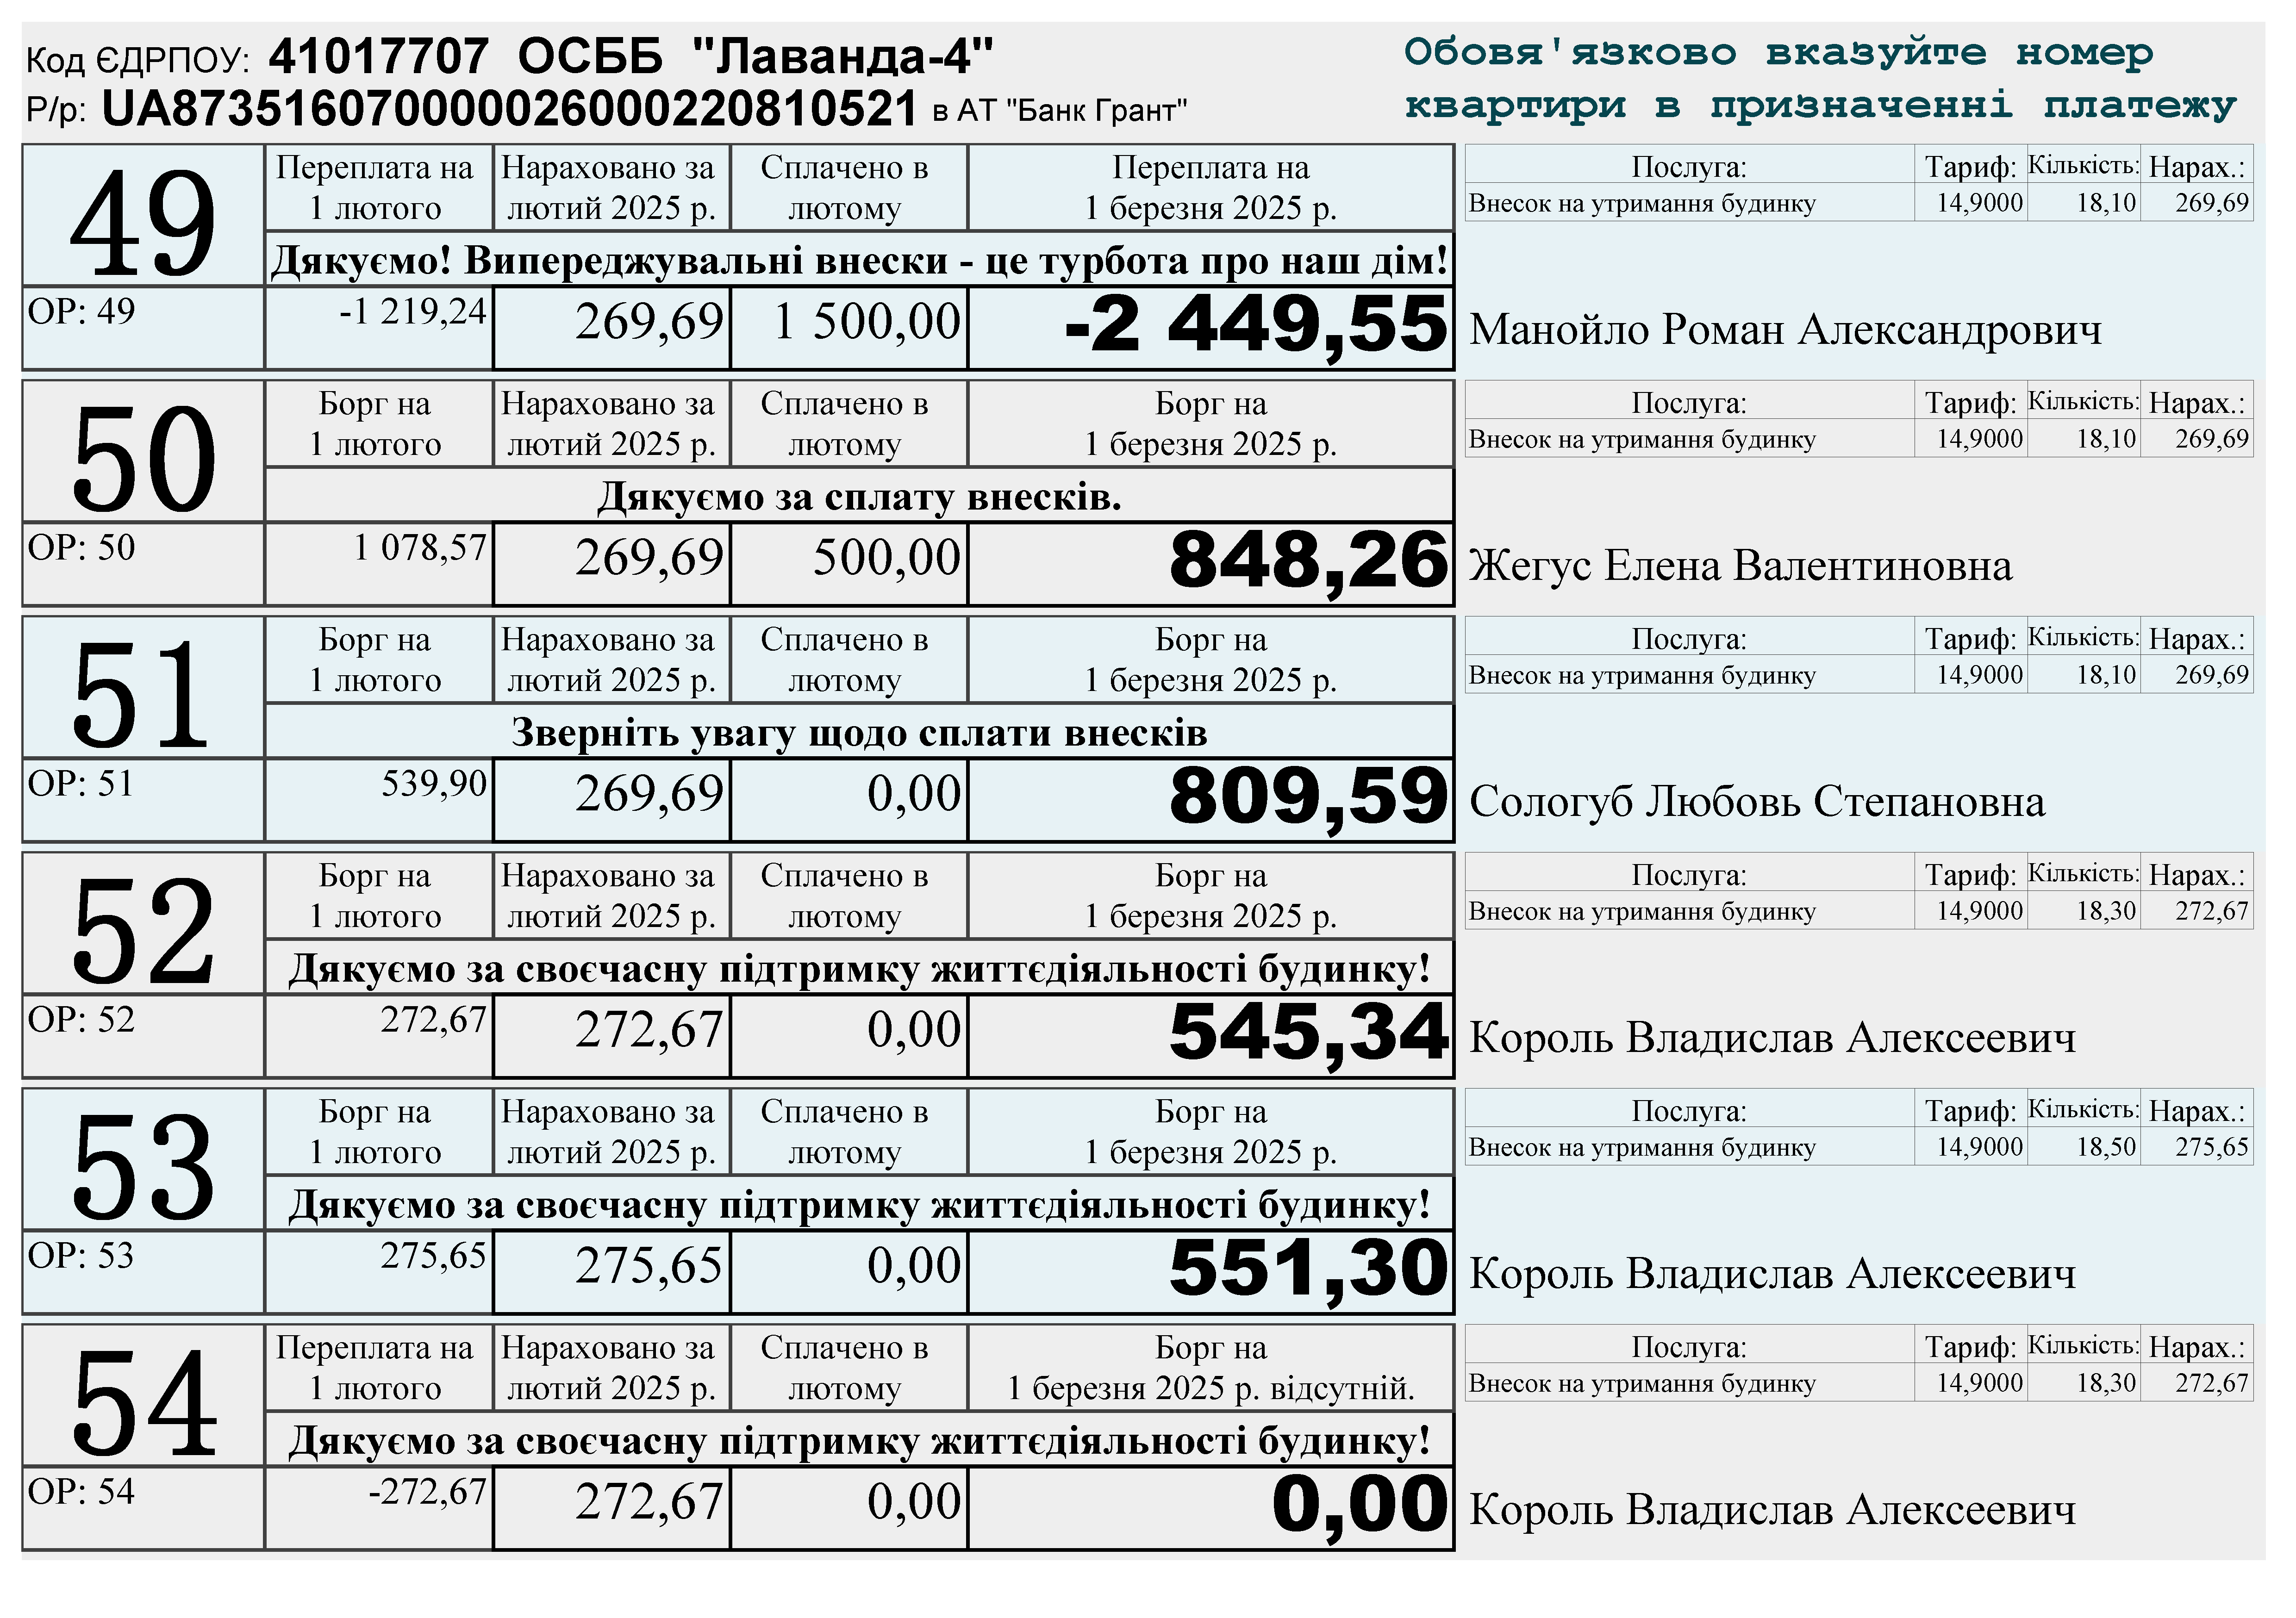 Код ЄДРПОУ: 41017707 ОСББ "Лаванда-4"
Р/р: UA873516070000026000220810521 в АТ "Банк Грант"
Обовя'язково вказуйте номер
квартири в призначенні платежу
49
Переплата на 1 лютого
Нараховано за лютий 2025 р.
Сплачено в лютому
Переплата на 1 березня 2025 р.
Дякуємо! Випереджувальні внески - це турбота про наш дім!
ОР: 49 -1 219,24 269,69 1 500,00 -2 449,55
Послуга: Тариф: Кількість: Нарах.:
Внесок на утримання будинку 14,9000 18,10 269,69
Манойло Роман Александрович
50
Борг на 1 лютого
Нараховано за лютий 2025 р.
Сплачено в лютому
Борг на 1 березня 2025 р.
Дякуємо за сплату внесків.
ОР: 50 1 078,57 269,69 500,00 848,26
Послуга: Тариф: Кількість: Нарах.:
Внесок на утримання будинку 14,9000 18,10 269,69
Жегус Елена Валентиновна
51
Борг на 1 лютого
Нараховано за лютий 2025 р.
Сплачено в лютому
Борг на 1 березня 2025 р.
Зверніть увагу щодо сплати внесків
ОР: 51 539,90 269,69 0,00 809,59
Послуга: Тариф: Кількість: Нарах.:
Внесок на утримання будинку 14,9000 18,10 269,69
Сологуб Любовь Степановна
52
Борг на 1 лютого
Нараховано за лютий 2025 р.
Сплачено в лютому
Борг на 1 березня 2025 р.
Дякуємо за своєчасну підтримку життєдіяльності будинку!
ОР: 52 272,67 272,67 0,00 545,34
Послуга: Тариф: Кількість: Нарах.:
Внесок на утримання будинку 14,9000 18,30 272,67
Король Владислав Алексеевич
53
Борг на 1 лютого
Нараховано за лютий 2025 р.
Сплачено в лютому
Борг на 1 березня 2025 р.
Дякуємо за своєчасну підтримку життєдіяльності будинку!
ОР: 53 275,65 275,65 0,00 551,30
Послуга: Тариф: Кількість: Нарах.:
Внесок на утримання будинку 14,9000 18,50 275,65
Король Владислав Алексеевич
54
Переплата на 1 лютого
Нараховано за лютий 2025 р.
Сплачено в лютому
Борг на 1 березня 2025 р. відсутній.
Дякуємо за своєчасну підтримку життєдіяльності будинку!
ОР: 54 -272,67 272,67 0,00 0,00
Послуга: Тариф: Кількість: Нарах.:
Внесок на утримання будинку 14,9000 18,30 272,67
Король Владислав Алексеевич